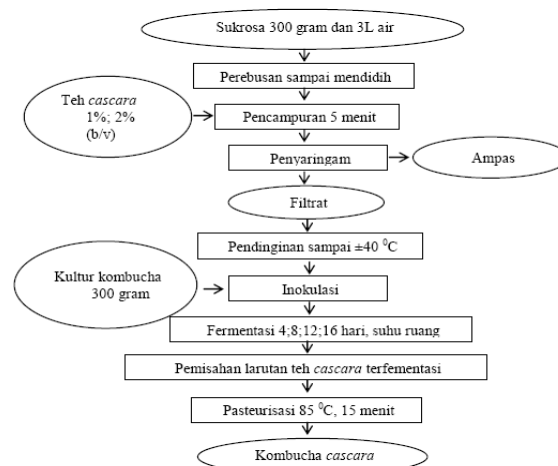 Sukrosa 300 gram dan 3L air
Perebusan sampai mendidih
Teh cascara
1%; 2%
(b/v)
Pencampuran 5 menit
Penyaringam
Ampas
Filtrat
Pendinginan sampai ±40 ⁰C
Kultur kombucha
300 gram
Inokulasi
Fermentasi 4;8;12;16 hari, suhu ruang
Pemisahan larutan teh cascara terfementasi
Pasteurisasi 85 ⁰C, 15 menit
Kombucha cascara